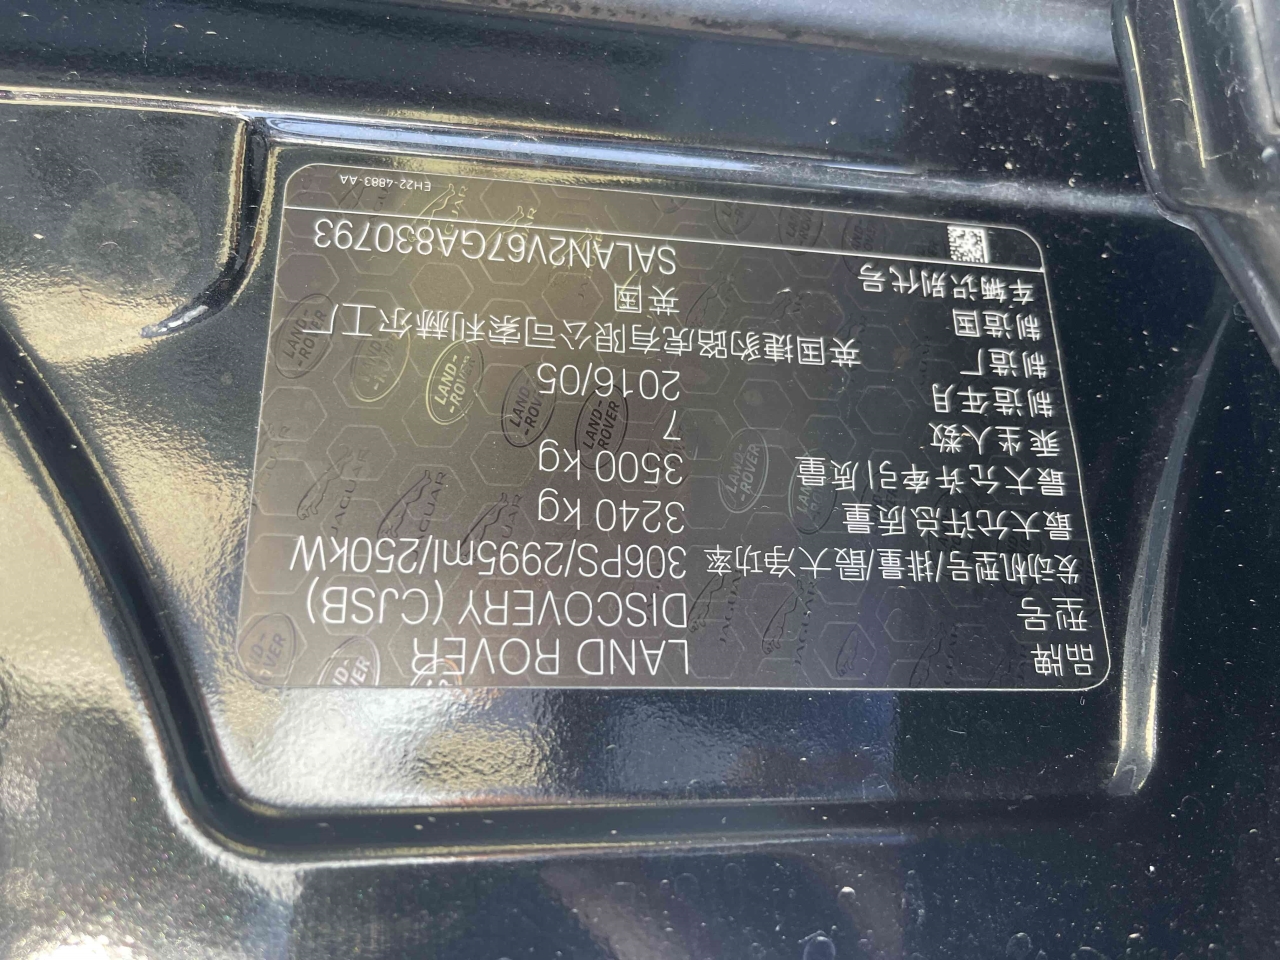 品牌 LAND ROVER
型号 DISCOVERY (CJSB)
发动机型号/排量/最大净功率 306PS/2995ml/250kW
最大允许总质量 3240 kg
最大允许牵引质量 3500 kg
乘坐人数 7
制造年月 2016/05
制造厂 英国捷豹路虎有限公司索利赫尔工厂
制造国 英国
车辆识别代号 SALAN2V67GA830793
EH22-4883-AA
LAND-ROVER
JAGUAR